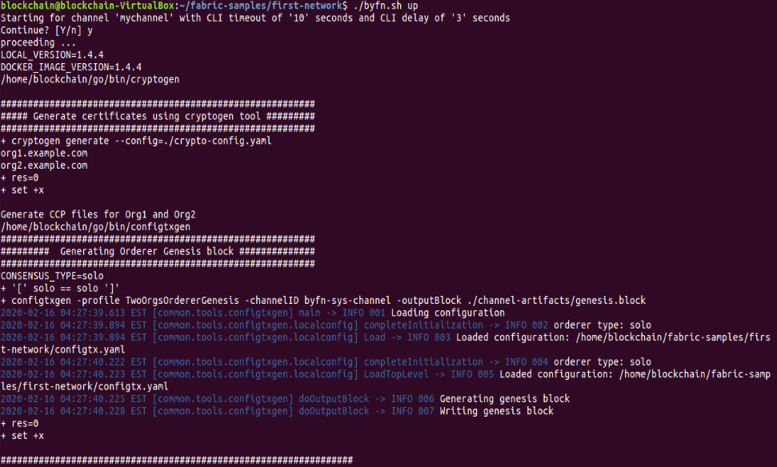 blockchain@blockchain-VirtualBox:~/fabric-samples/first-network$ ./byfn.sh up
Starting for channel 'mychannel' with CLI timeout of '10' seconds and CLI delay of '3' seconds
Continue? [Y/n] y
proceeding ...
LOCAL_VERSION=1.4.4
DOCKER_IMAGE_VERSION=1.4.4
/home/blockchain/go/bin/cryptogen
##########################################################
##### Generate certificates using cryptogen tool #########
##########################################################
+ cryptogen generate --config=./crypto-config.yaml
org1.example.com
org2.example.com
+ res=0
+ set +x
Generate CCP files for Org1 and Org2
/home/blockchain/go/bin/configtxgen
##########################################################
#########  Generating Orderer Genesis block ##############
##########################################################
CONSENSUS_TYPE=solo
+ '[' solo == solo ']'
+ configtxgen -profile TwoOrgsOrdererGenesis -channelID byfn-sys-channel -outputBlock ./channel-artifacts/genesis.block
2020-02-16 04:27:39.613 EST [common.tools.configtxgen] main -> INFO 001 Loading configuration
2020-02-16 04:27:39.894 EST [common.tools.configtxgen.localconfig] completeInitialization -> INFO 002 orderer type: solo
2020-02-16 04:27:39.894 EST [common.tools.configtxgen.localconfig] Load -> INFO 003 Loaded configuration: /home/blockchain/fabric-samples/firs
t-network/configtx.yaml
2020-02-16 04:27:40.222 EST [common.tools.configtxgen.localconfig] completeInitialization -> INFO 004 orderer type: solo
2020-02-16 04:27:40.223 EST [common.tools.configtxgen.localconfig] LoadTopLevel -> INFO 005 Loaded configuration: /home/blockchain/fabric-samp
les/first-network/configtx.yaml
2020-02-16 04:27:40.225 EST [common.tools.configtxgen] doOutputBlock -> INFO 006 Generating genesis block
2020-02-16 04:27:40.228 EST [common.tools.configtxgen] doOutputBlock -> INFO 007 Writing genesis block
+ res=0
+ set +x
#################################################################